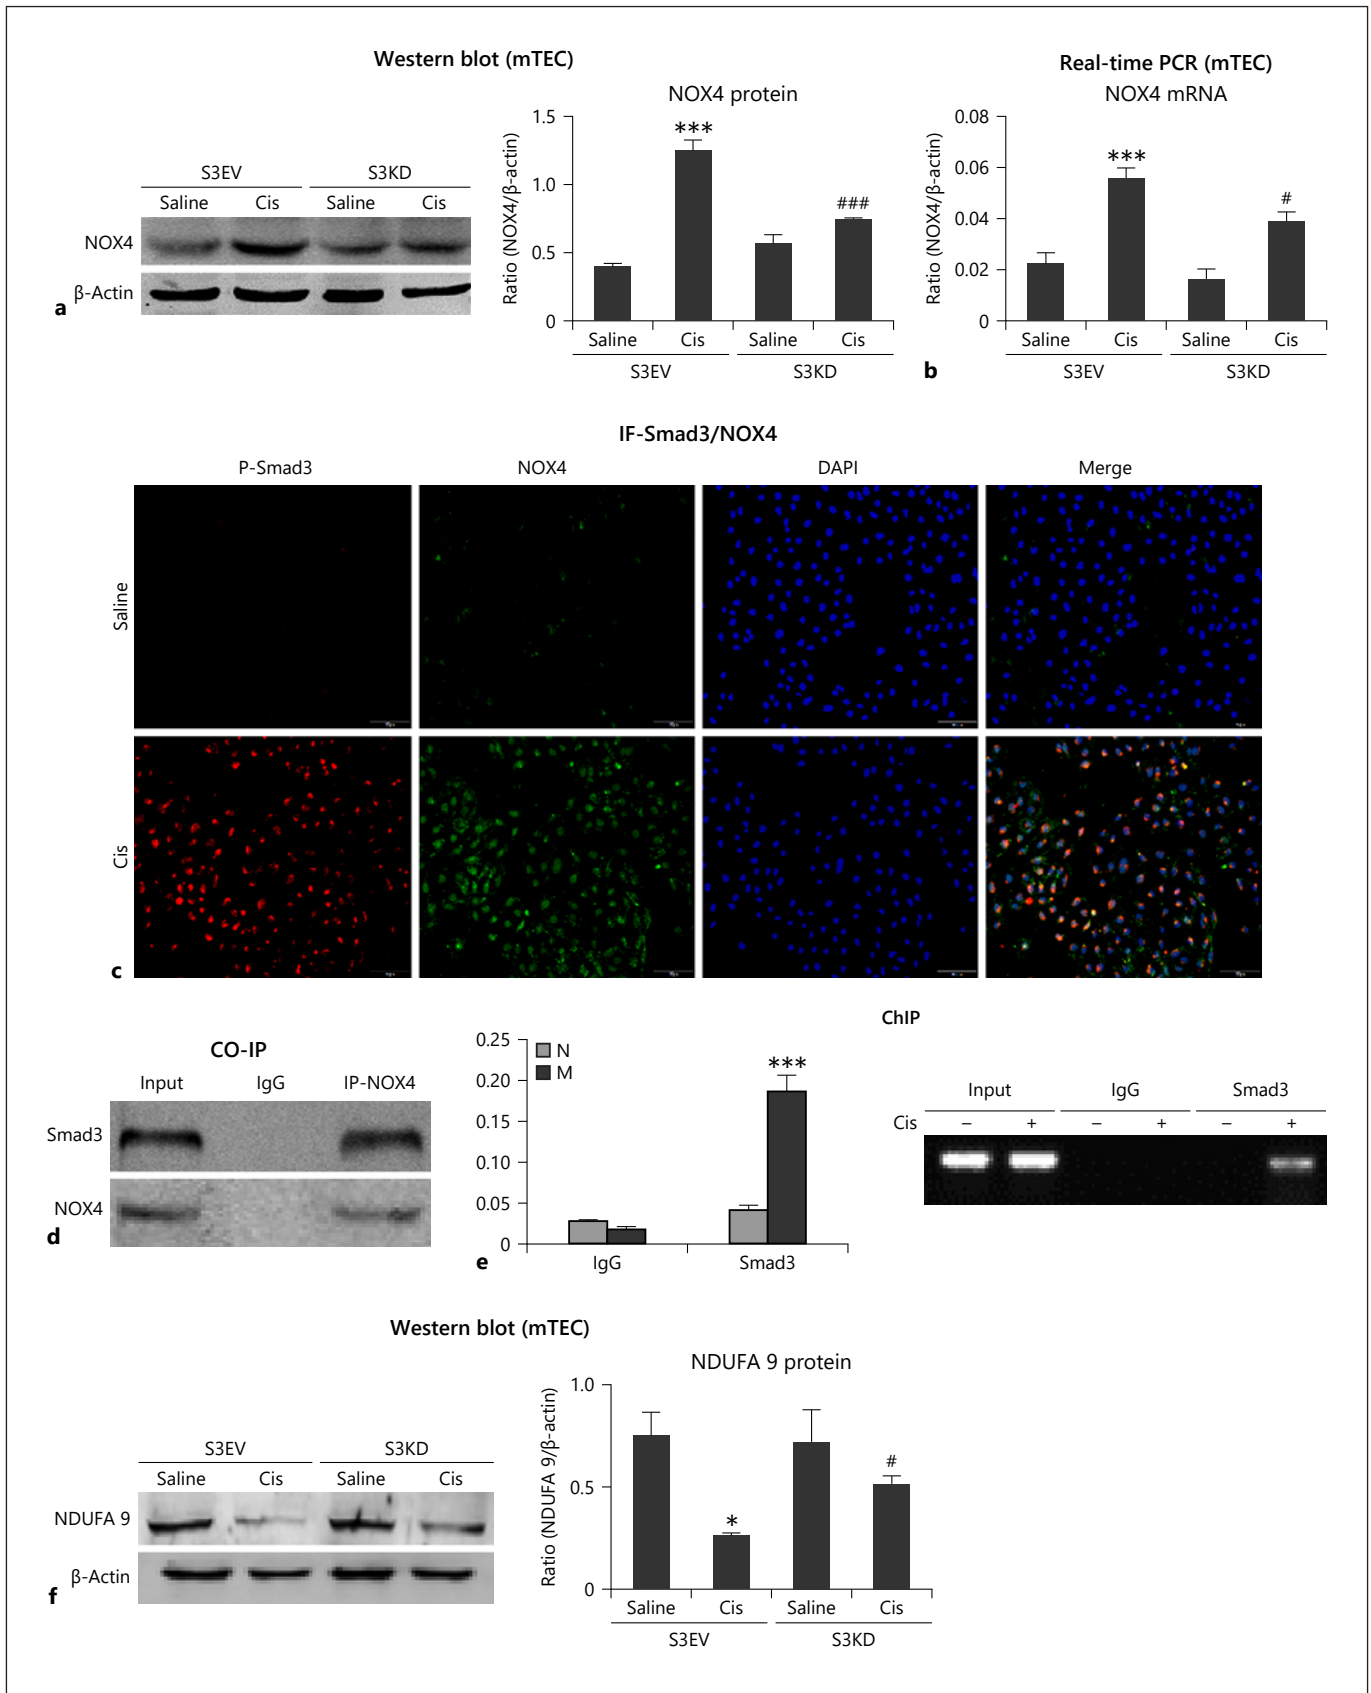 Western blot (mTEC)
S3EV S3KD
Saline Cis Saline Cis
NOX4
β-Actin
a
NOX4 protein
Ratio (NOX4/β-actin)
1.5
1.0
0.5
0
***
###
Saline Cis Saline Cis
S3EV S3KD
Real-time PCR (mTEC)
NOX4 mRNA
Ratio (NOX4/β-actin)
0.08
0.06
0.04
0.02
0
***
#
Saline Cis Saline Cis
S3EV S3KD
b
IF-Smad3/NOX4
P-Smad3 NOX4 DAPI Merge
Saline
Cis
c
CO-IP
Input IgG IP-NOX4
Smad3
NOX4
d
0.25
0.20
0.15
0.10
0.05
0
N
M
***
IgG Smad3
e
ChIP
Input IgG Smad3
Cis – + – + – +
Western blot (mTEC)
S3EV S3KD
Saline Cis Saline Cis
NDUFA 9
β-Actin
f
NDUFA 9 protein
Ratio (NDUFA 9/β-actin)
1.0
0.5
0
*
#
Saline Cis Saline Cis
S3EV S3KD